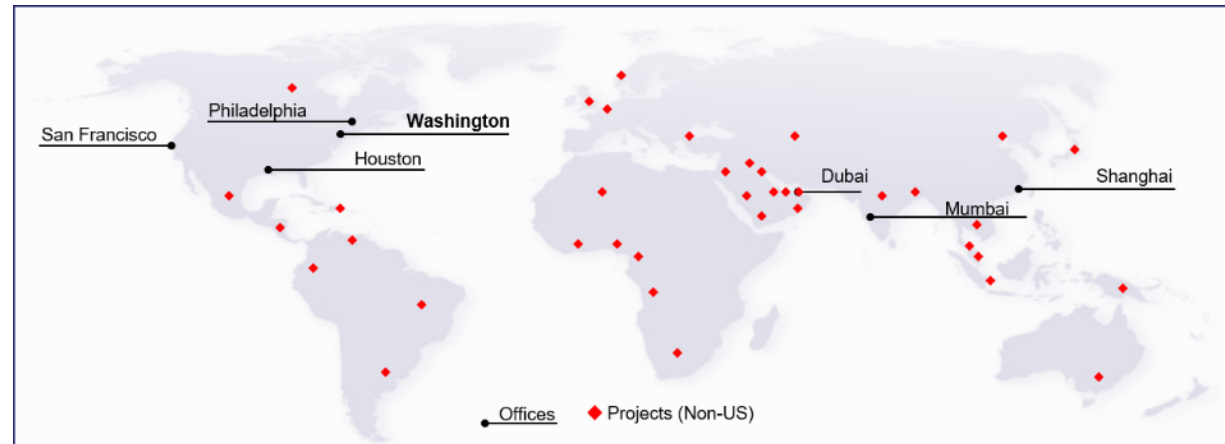 Philadelphia
Washington
San Francisco
Houston
Dubai
Shanghai
Mumbai
Offices
Projects (Non-US)